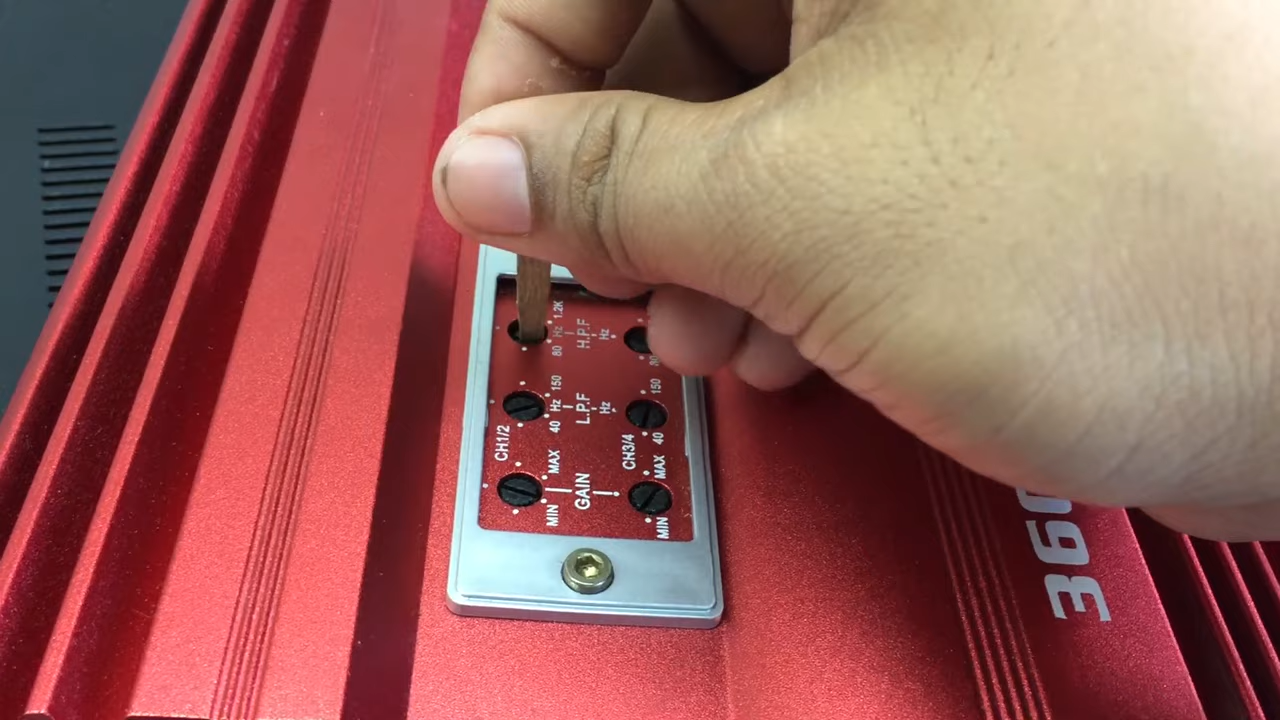 1.2K
Hz
80
H.P.F
Hz
80
150
Hz
40
L.P.F
150
Hz
40
CH1/2
CH3/4
MAX
GAIN
MIN
MAX
MIN
360